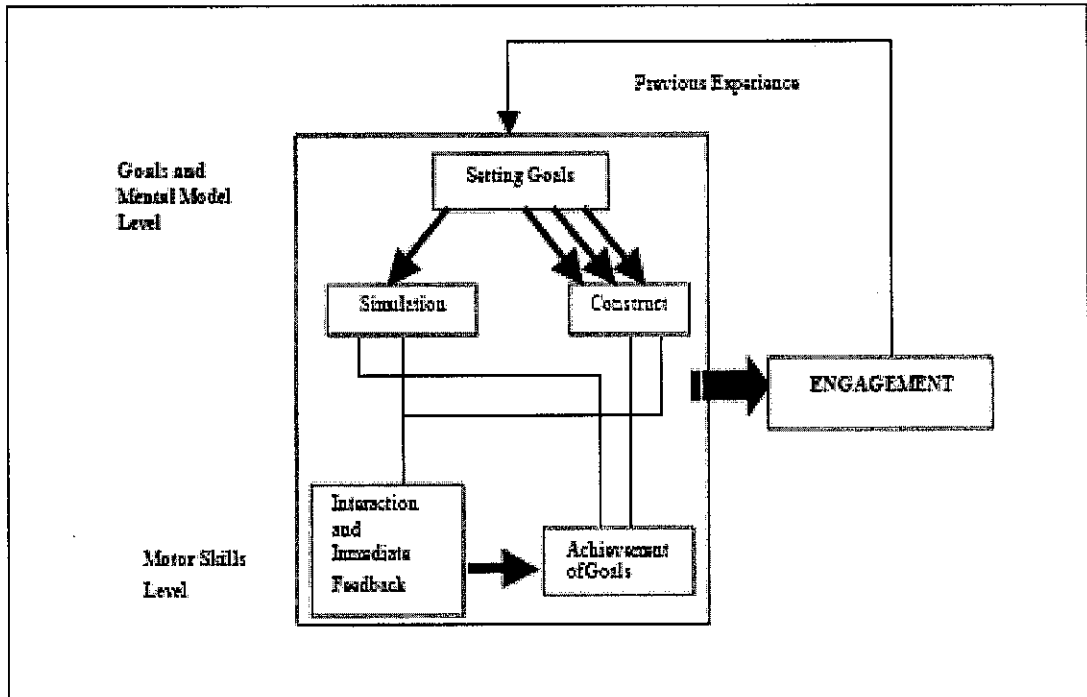 Previous Experience
Goals and
Mental Model
Level
Setting Goals
Simulation
Construct
ENGAGEMENT
Interaction
and
Immediate
Feedback
Achievement
of Goals
Motor Skills
Level